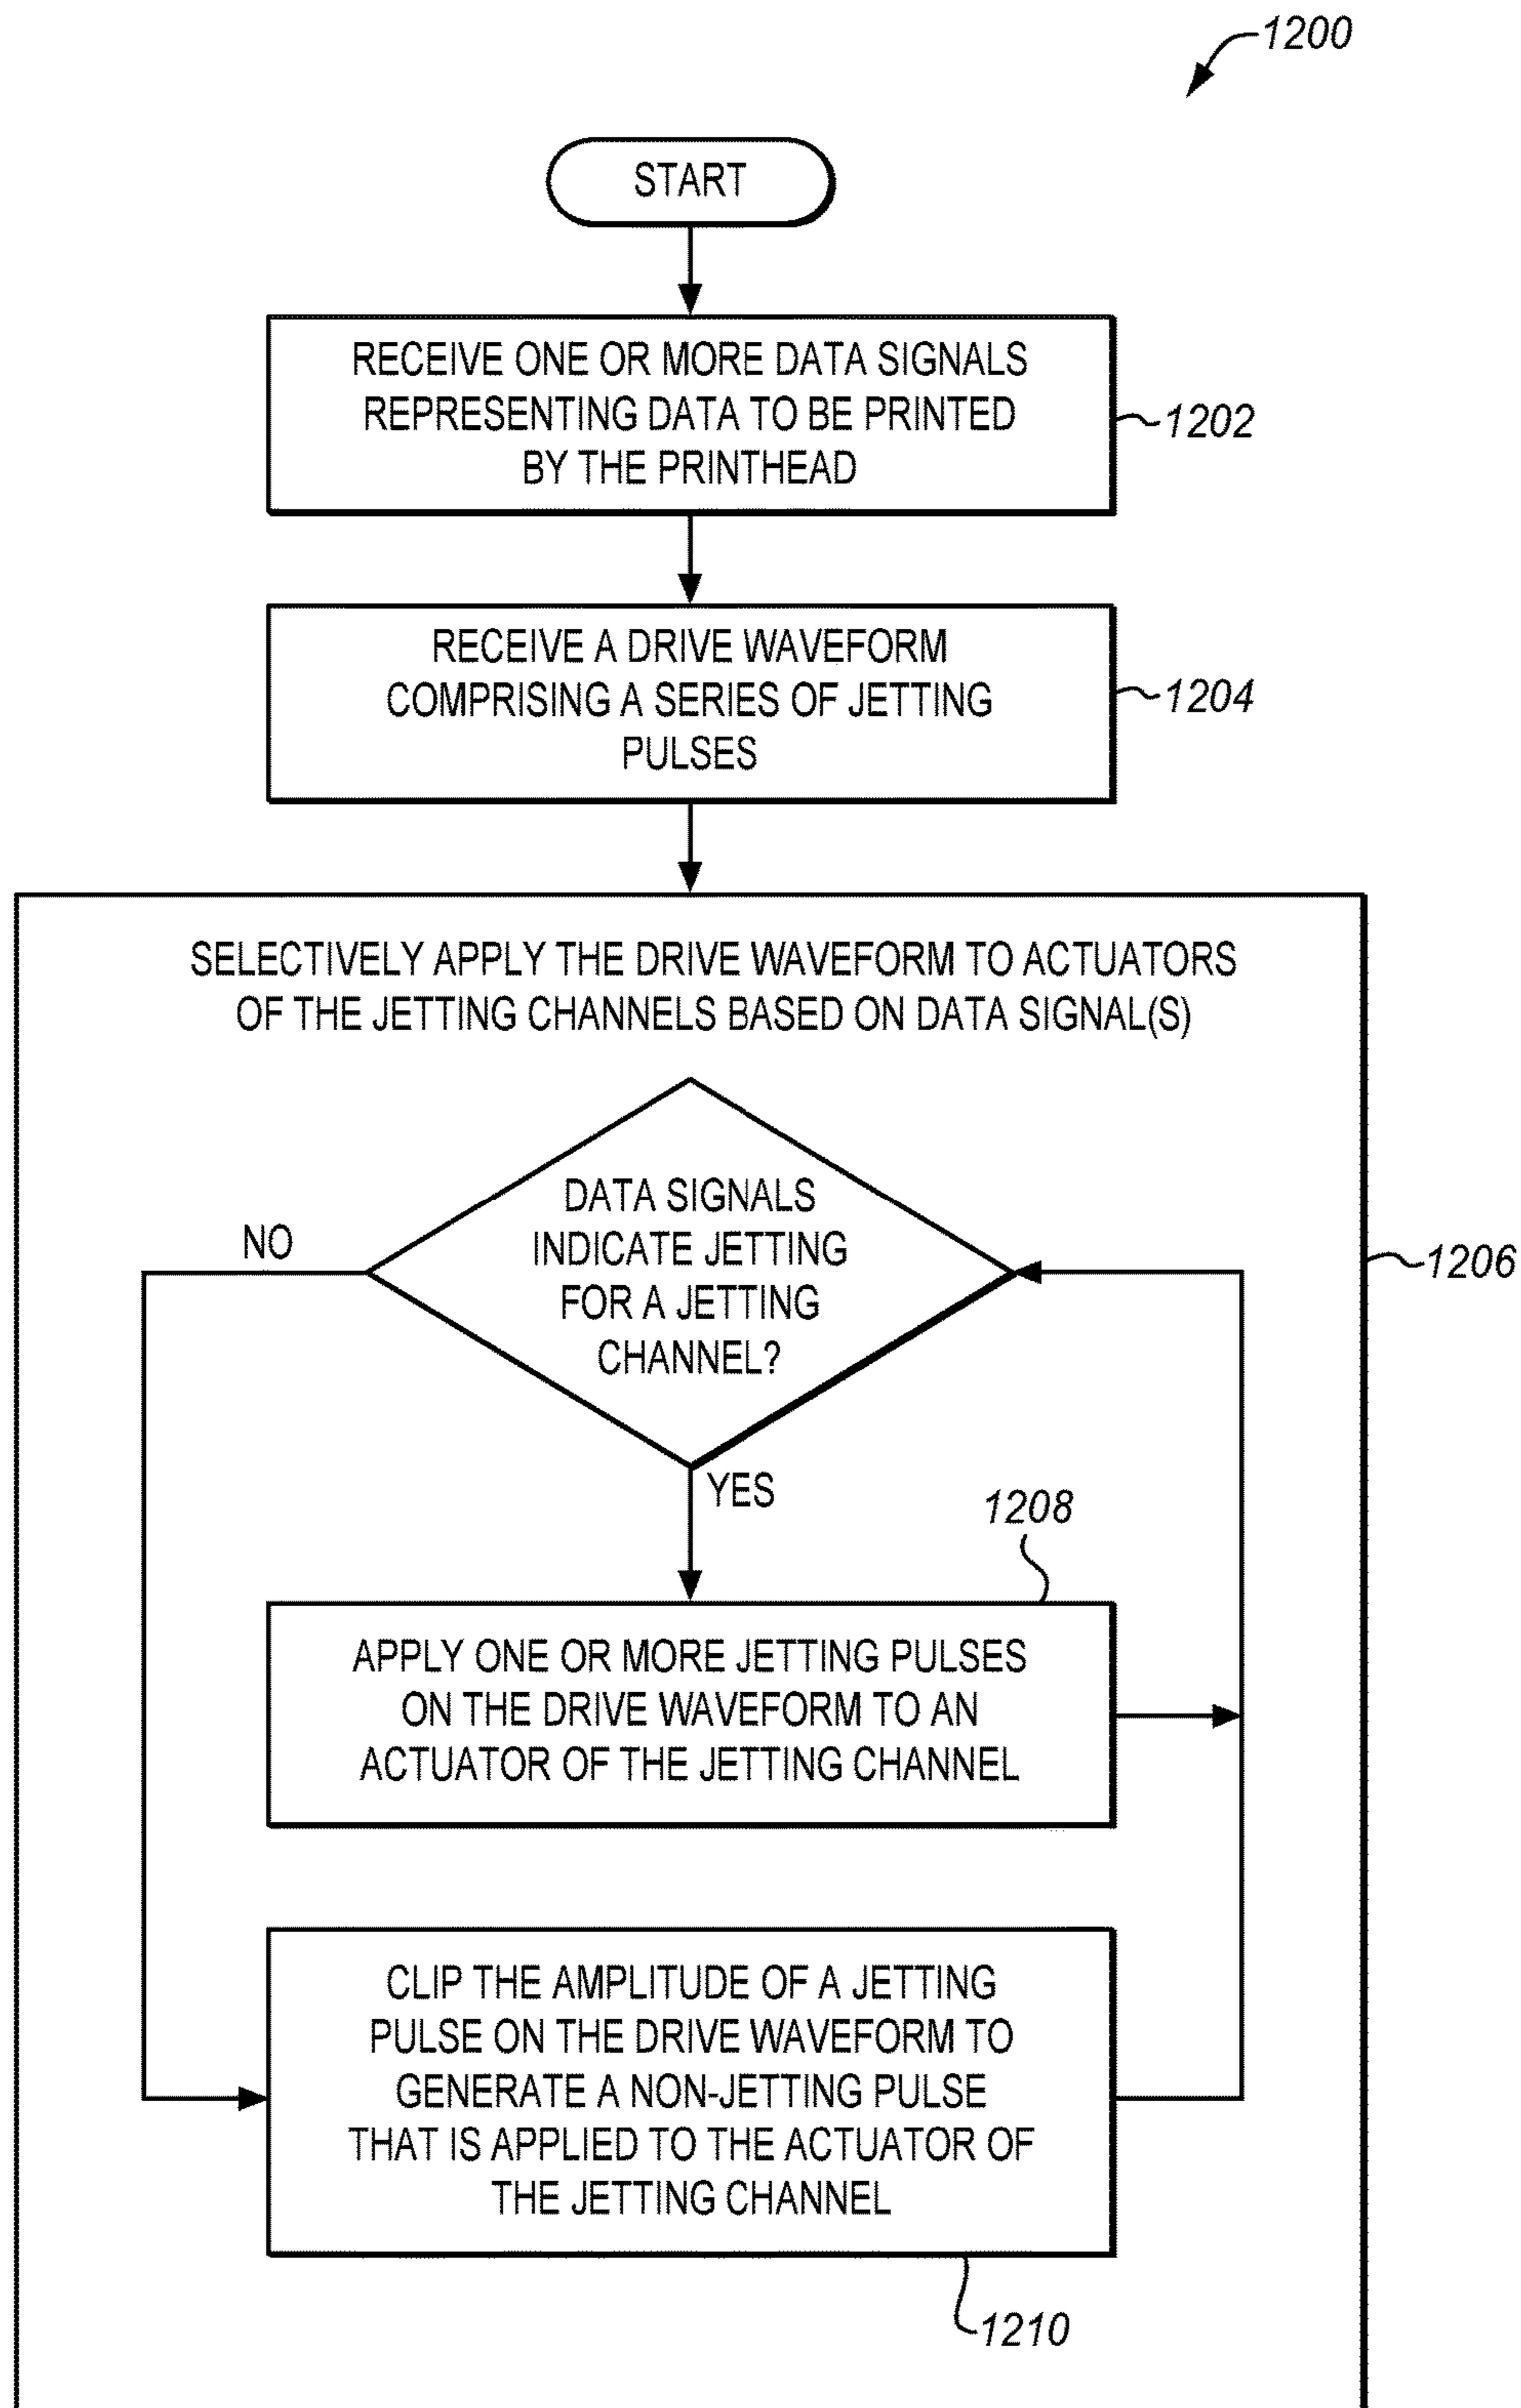 1200
START
RECEIVE ONE OR MORE DATA SIGNALS
REPRESENTING DATA TO BE PRINTED
BY THE PRINTHEAD
1202
RECEIVE A DRIVE WAVEFORM
COMPRISING A SERIES OF JETTING
PULSES
1204
SELECTIVELY APPLY THE DRIVE WAVEFORM TO ACTUATORS
OF THE JETTING CHANNELS BASED ON DATA SIGNAL(S)
DATA SIGNALS
INDICATE JETTING
FOR A JETTING
CHANNEL?
NO
1206
YES
1208
APPLY ONE OR MORE JETTING PULSES
ON THE DRIVE WAVEFORM TO AN
ACTUATOR OF THE JETTING CHANNEL
CLIP THE AMPLITUDE OF A JETTING
PULSE ON THE DRIVE WAVEFORM TO
GENERATE A NON-JETTING PULSE
THAT IS APPLIED TO THE ACTUATOR OF
THE JETTING CHANNEL
1210